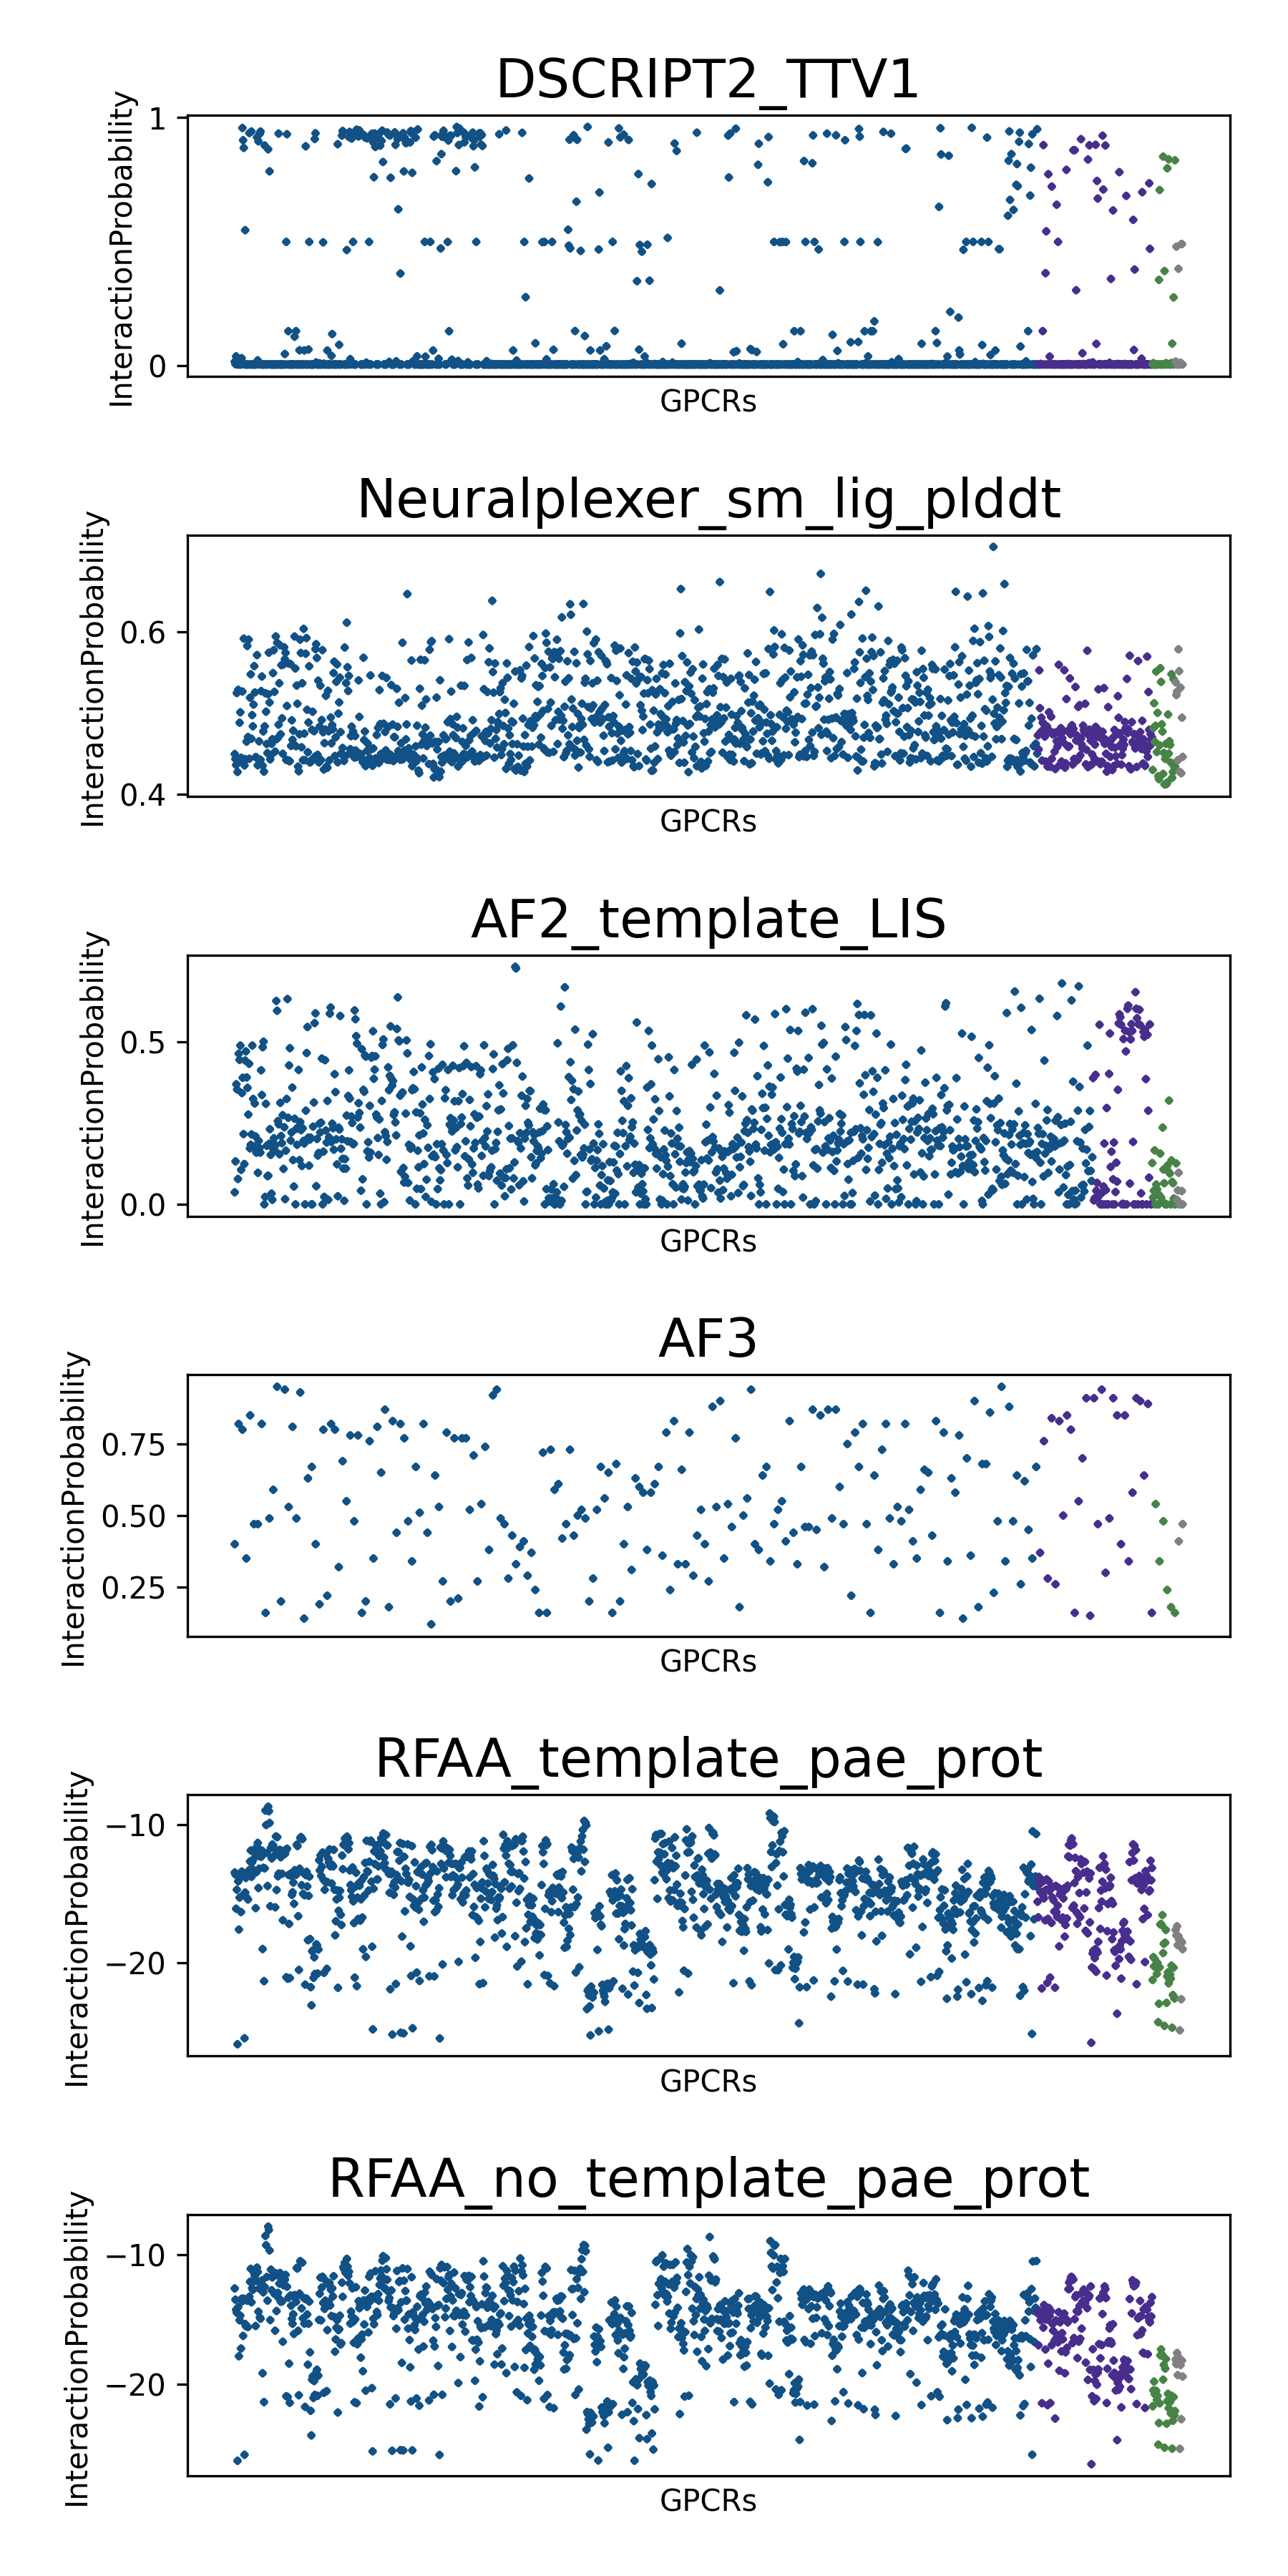 DSCRIPT2_TTV1
InteractionProbability
1
0
GPCRs
Neuralplexer_sm_lig_plddt
InteractionProbability
0.6
0.4
GPCRs
AF2_template_LIS
InteractionProbability
0.5
0.0
GPCRs
AF3
InteractionProbability
0.75
0.50
0.25
GPCRs
RFAA_template_pae_prot
InteractionProbability
−10
−20
GPCRs
RFAA_no_template_pae_prot
InteractionProbability
−10
−20
GPCRs